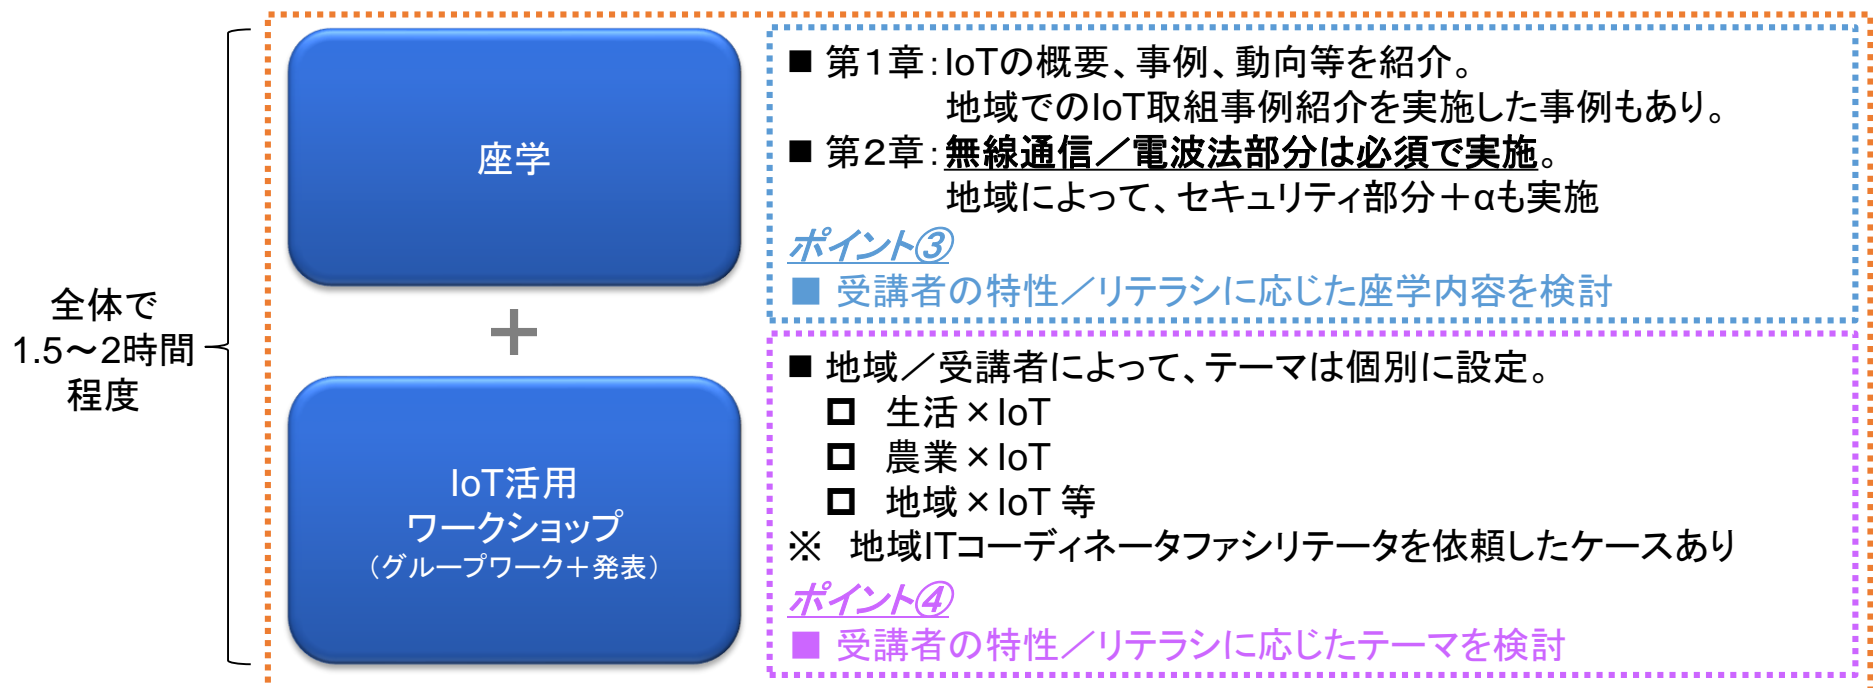 全体で
1.5～2時間
程度
座学
■ 第１章：IoTの概要、事例、動向等を紹介。
地域でのIoT取組事例紹介を実施した事例もあり。
■ 第２章：無線通信／電波法部分は必須で実施。
地域によって、セキュリティ部分＋αも実施
ポイント③
■ 受講者の特性／リテラシに応じた座学内容を検討
＋
IoT活用
ワークショップ
（グループワーク＋発表）
■ 地域／受講者によって、テーマは個別に設定。
□ 生活×IoT
□ 農業×IoT
□ 地域×IoT 等
※ 地域ITコーディネータファシリテータを依頼したケースあり
ポイント④
■ 受講者の特性／リテラシに応じたテーマを検討